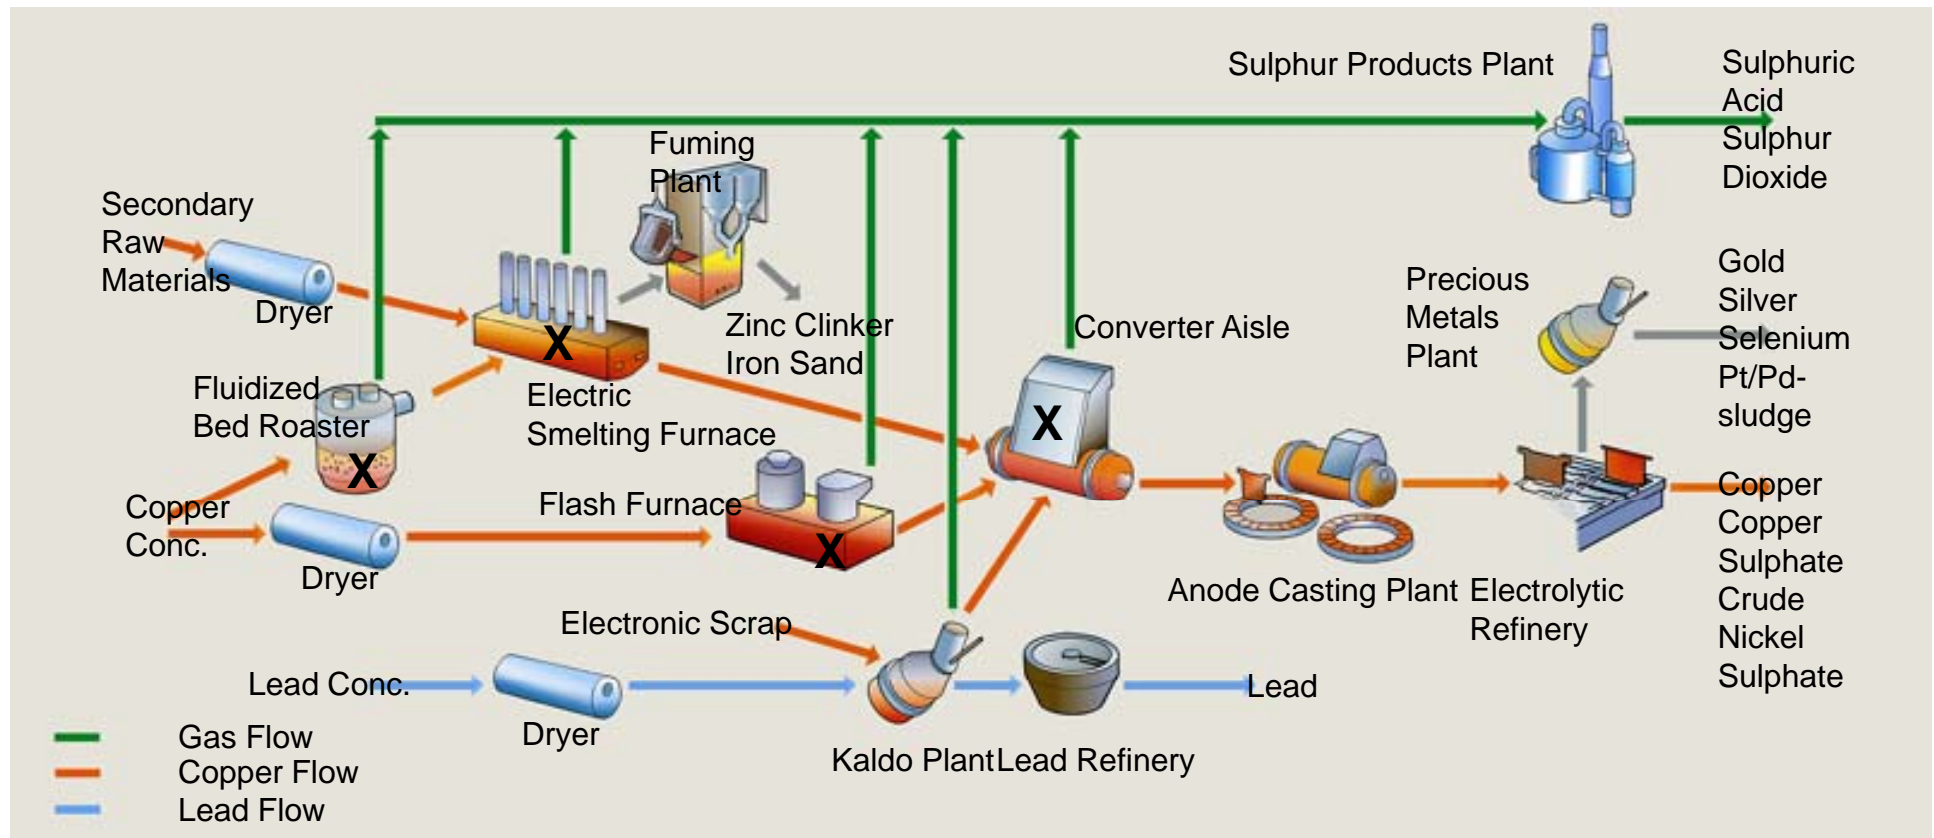 Sulphur Products Plant
Sulphuric
Acid
Sulphur
Dioxide
Fuming
Plant
Secondary
Raw
Materials
Dryer
Zinc Clinker
Iron Sand
Converter Aisle
Precious
Metals
Plant
Gold
Silver
Selenium
Pt/Pd-
sludge
X
Fluidized
Bed Roaster
X
Electric
Smelting Furnace
X
Copper
Conc.
Dryer
Flash Furnace
X
Copper
Copper
Sulphate
Crude
Nickel
Sulphate
Anode Casting Plant
Electrolytic
Refinery
Electronic Scrap
Lead Conc.
Dryer
Kaldo Plant
Lead Refinery
Lead
Gas Flow
Copper Flow
Lead Flow